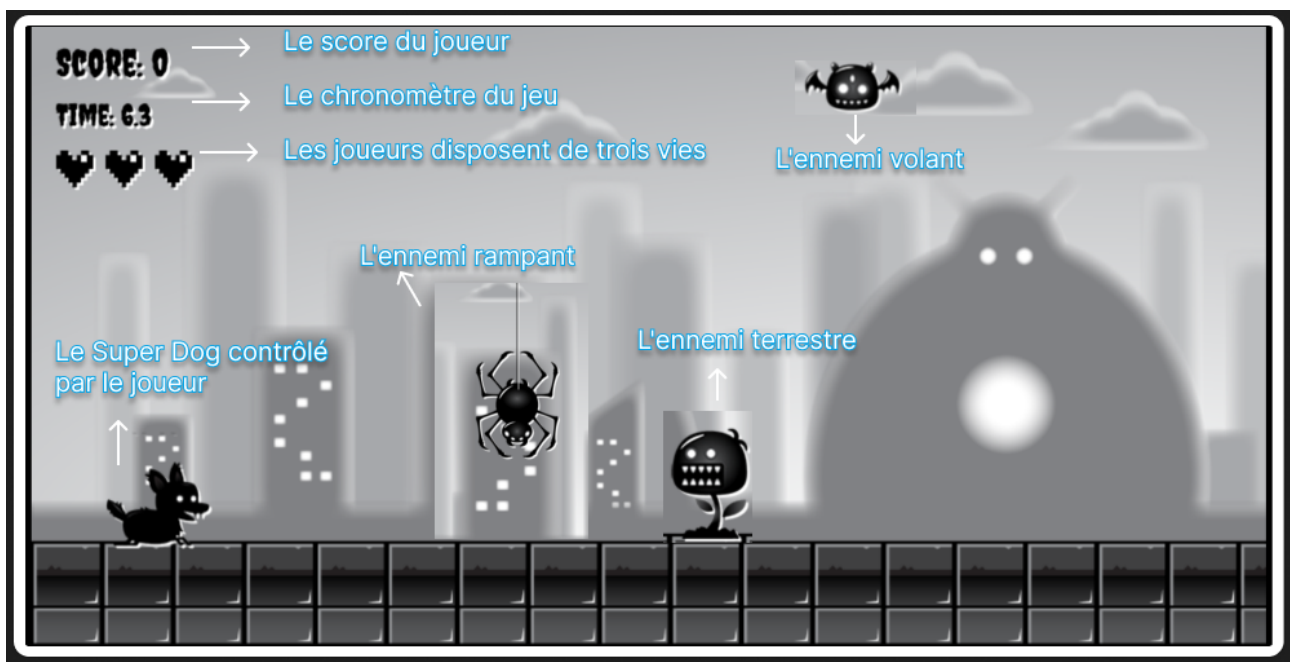 SCORE: 0
Le score du joueur
TIME: 6.3
Le chronomètre du jeu
Les joueurs disposent de trois vies
L'ennemi volant
L'ennemi rampant
L'ennemi terrestre
Le Super Dog contrôlé
par le joueur